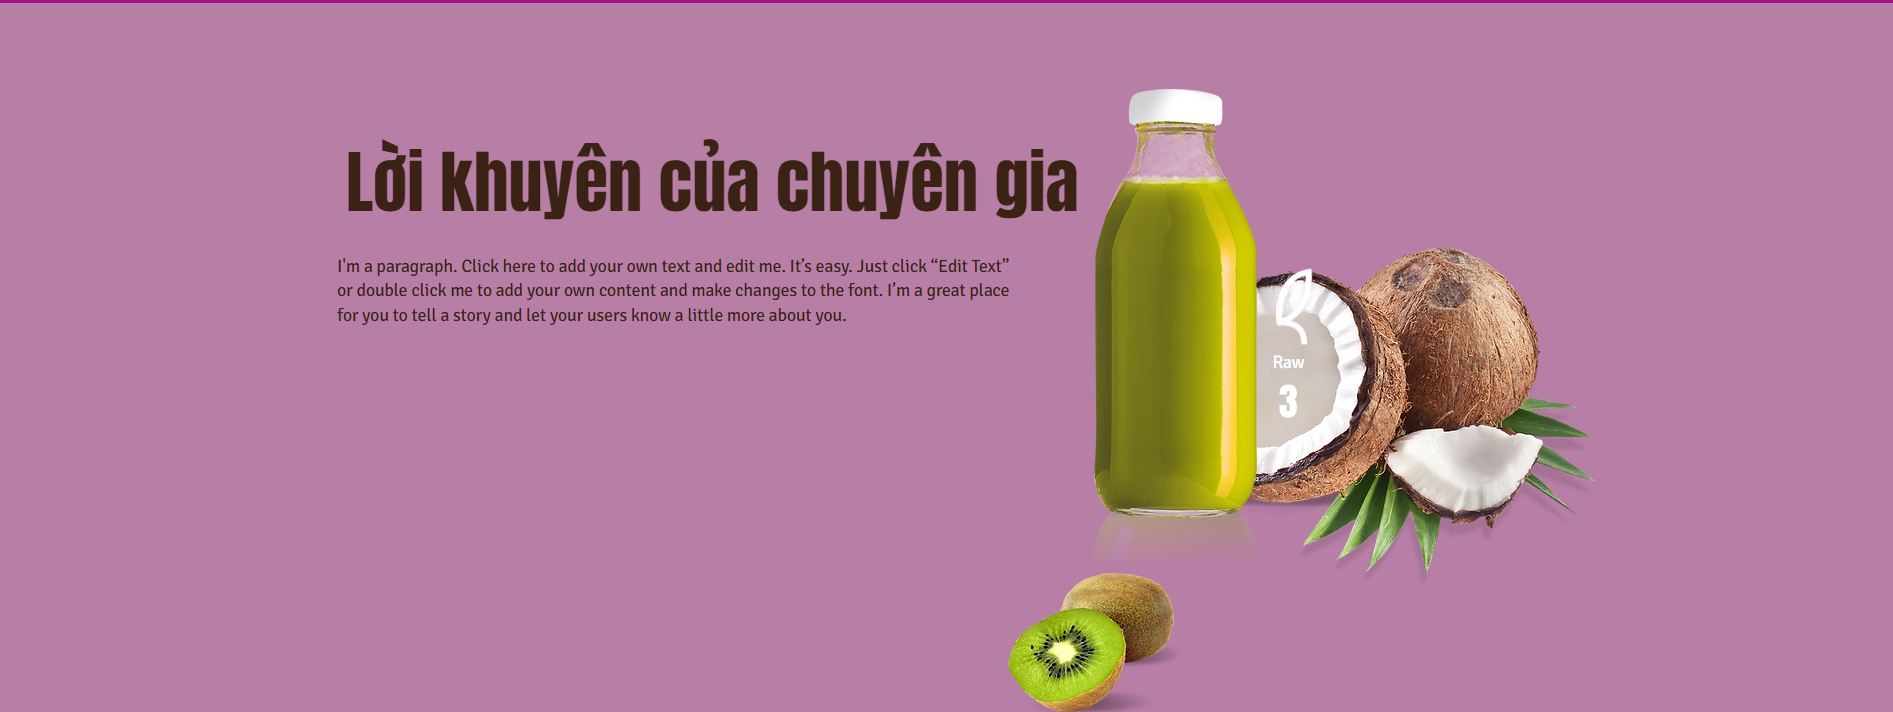 Lời khuyên của chuyên gia
I'm a paragraph. Click here to add your own text and edit me. It’s easy. Just click “Edit Text”
or double click me to add your own content and make changes to the font. I’m a great place
for you to tell a story and let your users know a little more about you.
Raw
3